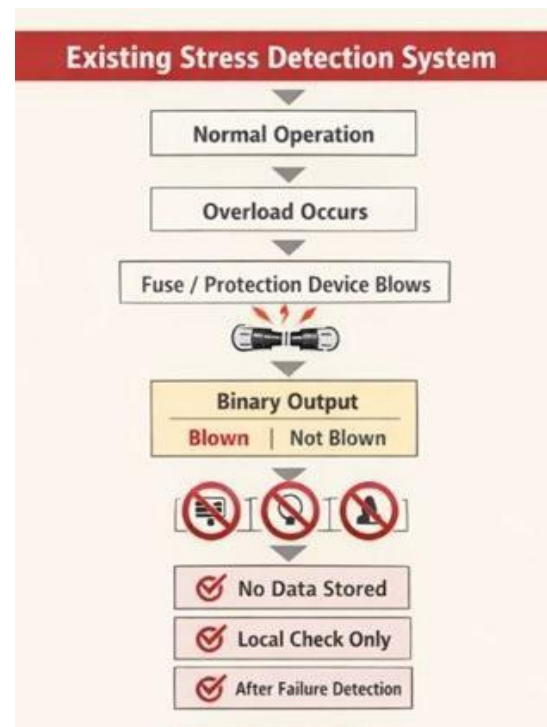 Existing Stress Detection System
Normal Operation
Overload Occurs
Fuse / Protection Device Blows
Binary Output
Blown | Not Blown
No Data Stored
Local Check Only
After Failure Detection